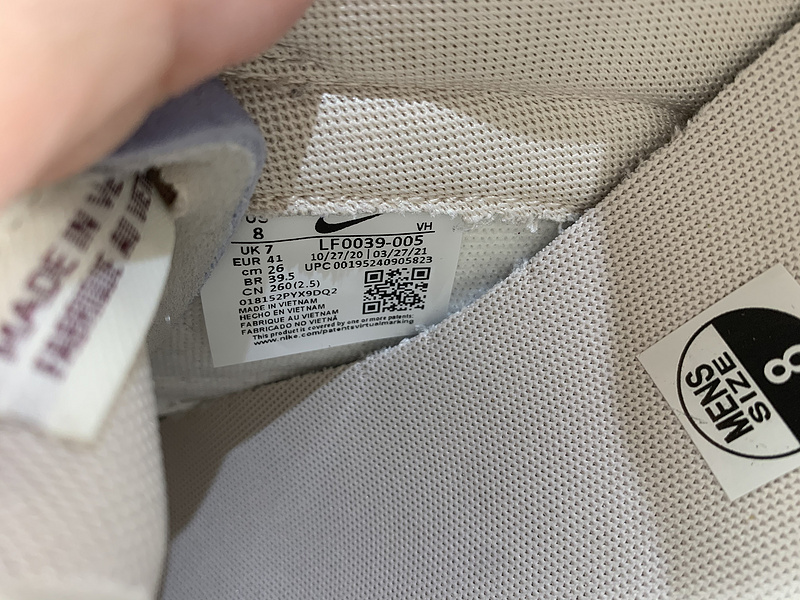 US
8
UK 7
EUR 41
cm 26
BR 39.5
CN 260(2.5)
VH
LF0039-005
10/27/20 | 03/27/21
UPC 00195240905823
018152PYX9DQ2
MADE IN VIETNAM
HECHO EN VIETNAM
FABRIQUE AU VIETNAM
FABRICADO NO VIETNÃ
This product is covered by one or more patents:
www.nike.com/patentsvirtualmarking
MADE IN
FABRIQUE AU
MENS
SIZE
8